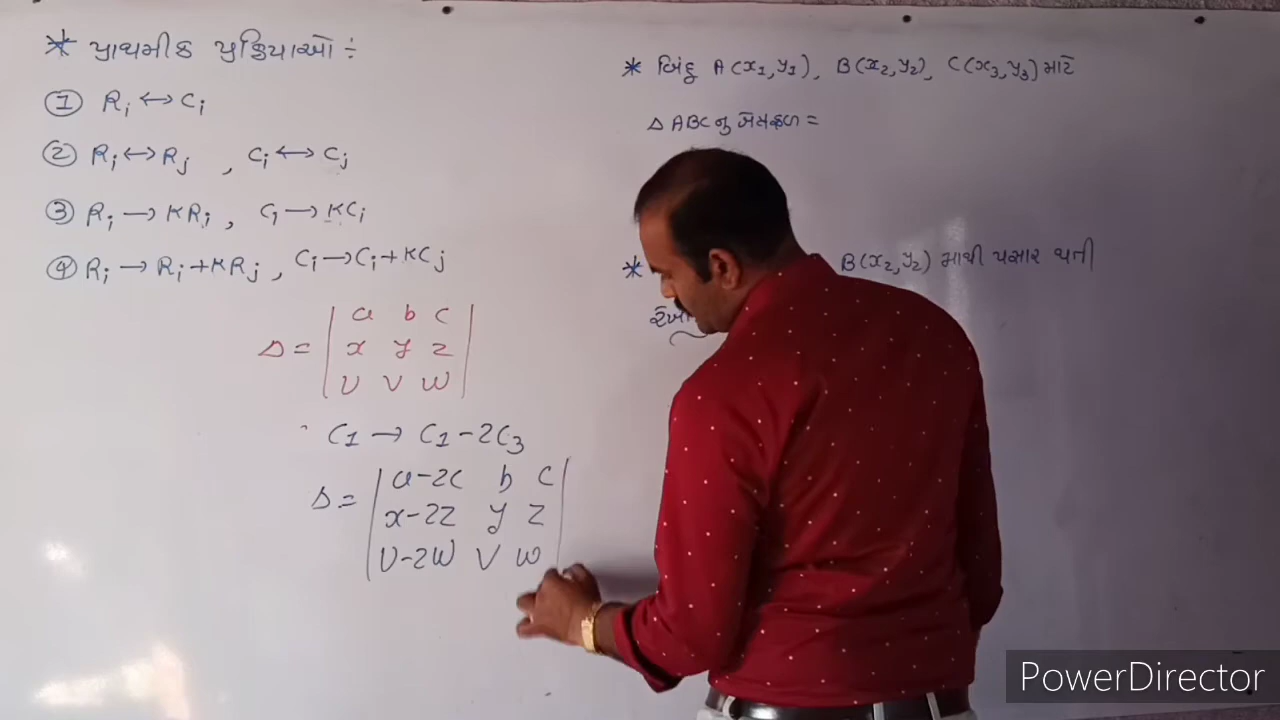 * પ્રાથમીક પ્રક્રિયાઓ ÷
① Ri ↔ Ci
② Ri ↔ Rj , Ci ↔ Cj
③ Ri → KRi , Ci → KCi
④ Ri → Ri+KRj , Ci → Ci+KCj
Δ = | a b c |
| x y z |
| u v w |
C1 → C1 - 2C3
Δ = | a-2c b c |
| x-2z y z |
| u-2w v w |
* બિંદુ A(x1, y1), B(x2, y2), C(x3, y3) માટે
Δ ABC નુ ક્ષેત્રફળ =
* B(x2, y2) માથી પસાર થતી
રેખા
PowerDirector